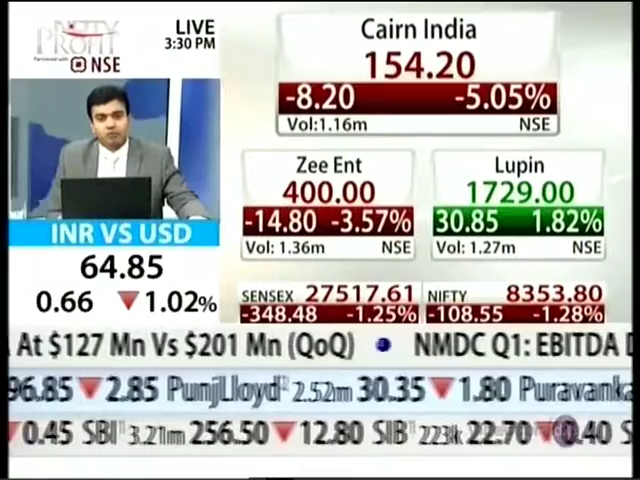 NDTV
PROFIT
Partnered with
NSE
LIVE
3:30 PM
Cairn India
154.20
-8.20 -5.05%
Vol:1.16m NSE
Zee Ent
400.00
-14.80 -3.57%
Vol: 1.36m NSE
Lupin
1729.00
30.85 1.82%
Vol: 1.27m NSE
INR VS USD
64.85
0.66 ▼ 1.02%
SENSEX 27517.61
-348.48 -1.25%
NIFTY 8353.80
-108.55 -1.28%
At $127 Mn Vs $201 Mn (QoQ) • NMDC Q1: EBITDA
96.85 ▼ 2.85 PunjLloyd 2.52m 30.35 ▼ 1.80 Puravanka
▼ 0.45 SBI 3.21m 256.50 ▼ 12.80 SIB 223k 22.70 ▼ 0.40 S